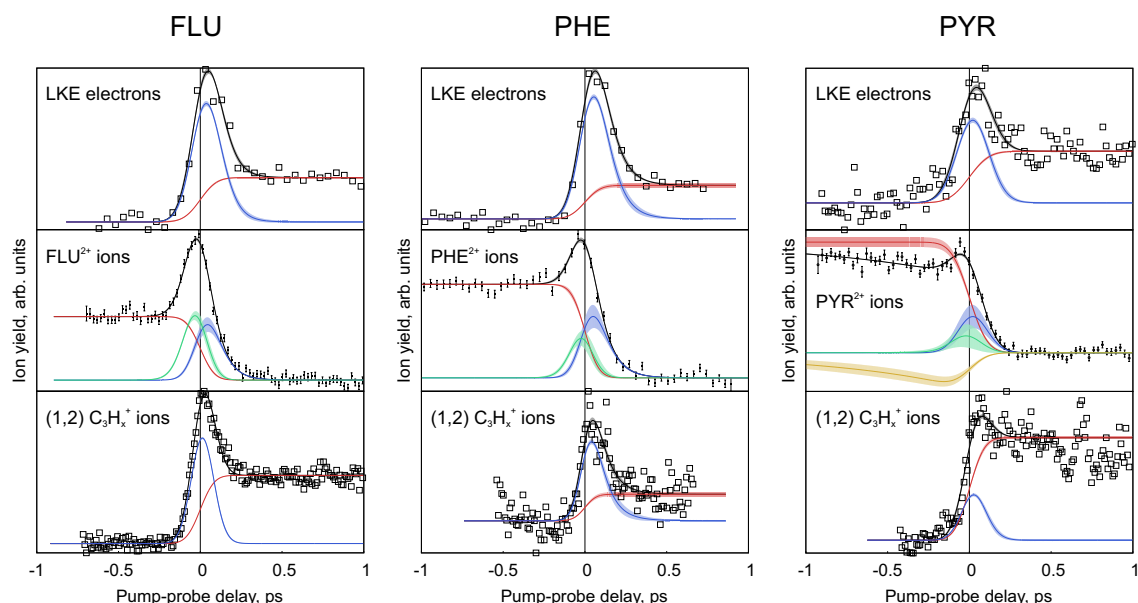 FLU
PHE
PYR
LKE electrons
LKE electrons
LKE electrons
FLU²⁺ ions
PHE²⁺ ions
PYR²⁺ ions
(1,2) C₃Hₓ⁺ ions
(1,2) C₃Hₓ⁺ ions
(1,2) C₃Hₓ⁺ ions
Ion yield, arb. units
Ion yield, arb. units
Ion yield, arb. units
-1 -0.5 0 0.5 1
-1 -0.5 0 0.5 1
-1 -0.5 0 0.5 1
Pump-probe delay, ps
Pump-probe delay, ps
Pump-probe delay, ps